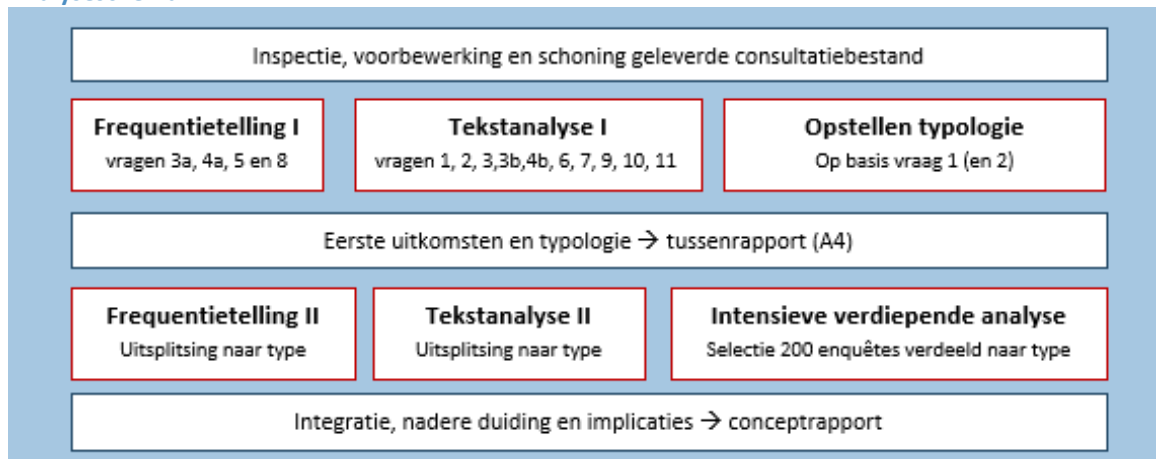 Inspectie, voorbewerking en schoning geleverde consultatiebestand
Frequentietelling I
vragen 3a, 4a, 5 en 8
Tekstanalyse I
vragen 1, 2, 3,3b,4b, 6, 7, 9, 10, 11
Opstellen typologie
Op basis vraag 1 (en 2)
Eerste uitkomsten en typologie → tussenrapport (A4)
Frequentietelling II
Uitsplitsing naar type
Tekstanalyse II
Uitsplitsing naar type
Intensieve verdiepende analyse
Selectie 200 enquêtes verdeeld naar type
Integratie, nadere duiding en implicaties → conceptrapport